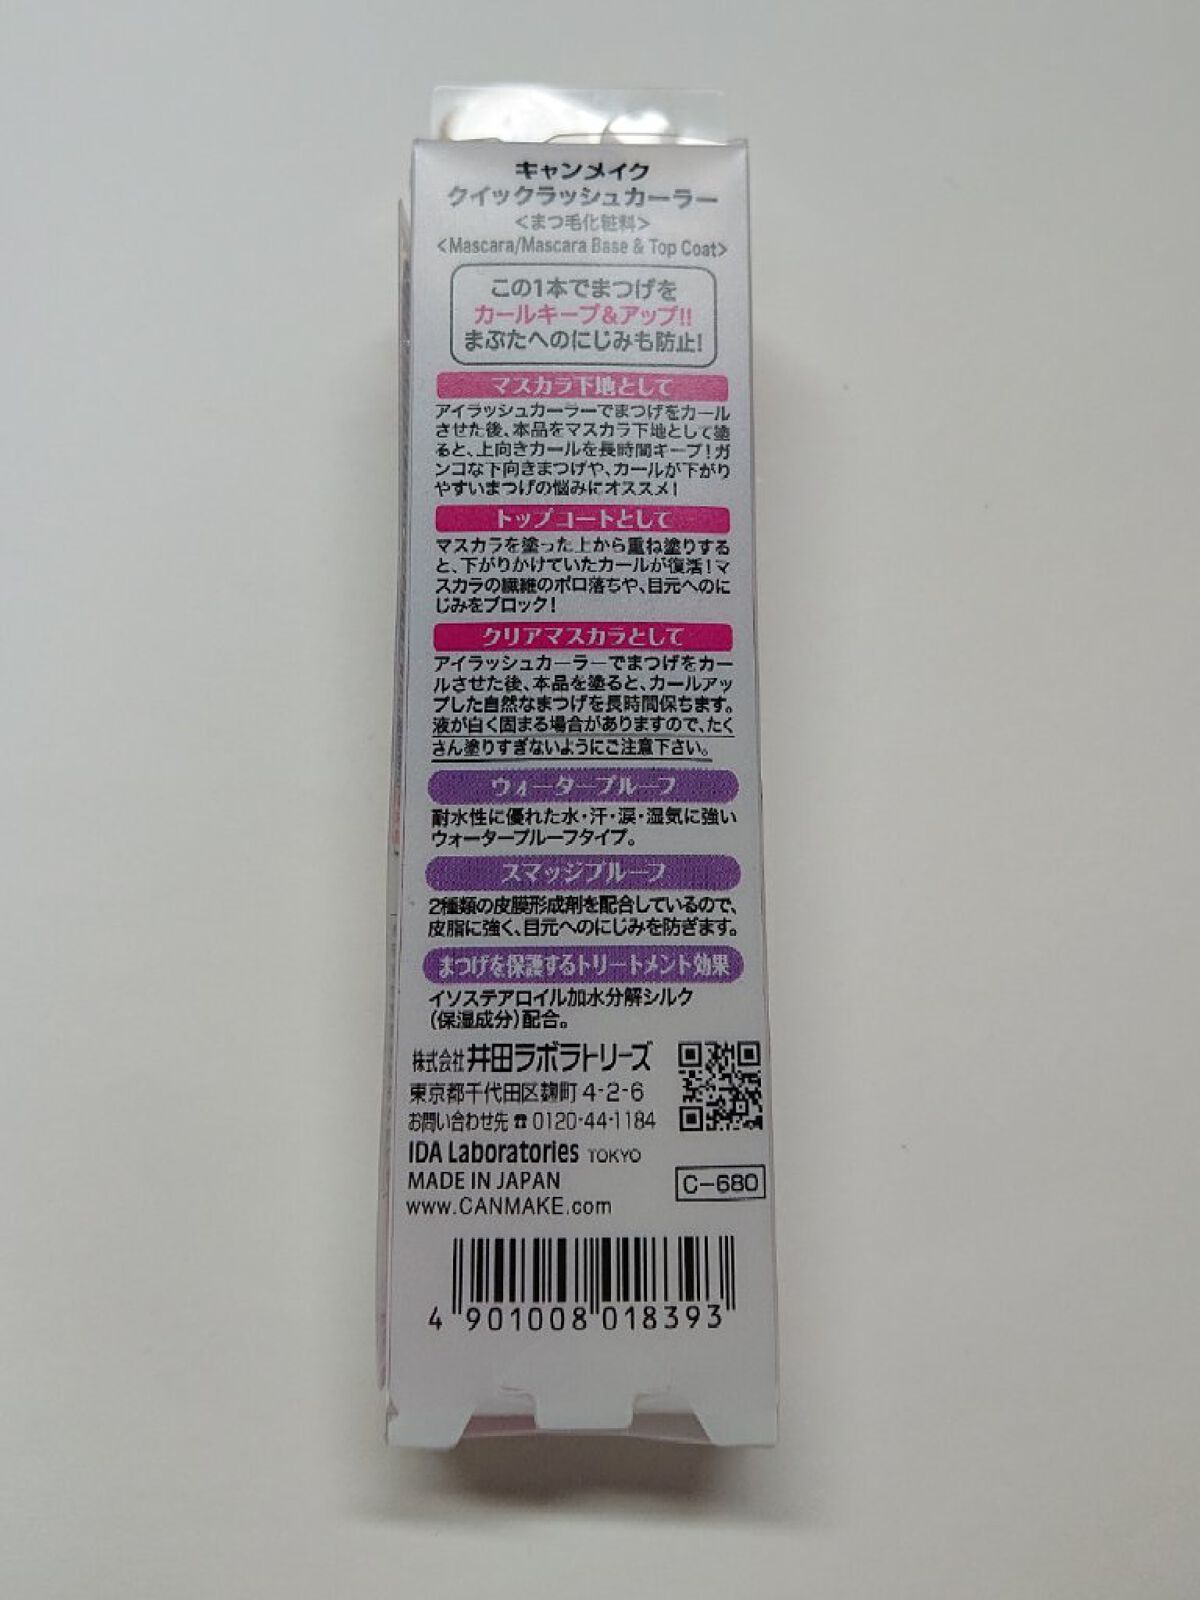 キャンメイク
クイックラッシュカーラー
<まつ毛化粧料>
<Mascara/Mascara Base & Top Coat>
この1本でまつげを
カールキープ&アップ!!
まぶたへのにじみも防止!
マスカラ下地として
アイラッシュカーラーでまつげをカール
させた後、本品をマスカラ下地として塗
ると、上向きカールを長時間キープ!ガ
ンコな下向きまつげや、カールが下がり
やすいまつげの悩みにオススメ!
トップコートとして
マスカラを塗った上から重ね塗りする
と、下がりかけていたカールが復活!マ
スカラの繊維のポロ落ちや、目元へのに
じみをブロック!
クリアマスカラとして
アイラッシュカーラーでまつげをカー
ルさせた後、本品を塗ると、カールアッ
プした自然なまつげを長時間保ちます。
液が白く固まる場合がありますので、たく
さん塗りすぎないようにご注意下さい。
ウォータープルーフ
耐水性に優れた水・汗・涙・湿気に強い
ウォータープルーフタイプ。
スマッジプルーフ
2種類の皮膜形成剤を配合しているので、
皮脂に強く、目元へのにじみを防ぎます。
まつげを保護するトリートメント効果
イソステアロイル加水分解シルク
(保湿成分)配合。
株式会社 井田ラボラトリーズ
東京都千代田区麹町 4-2-6
お問い合わせ先 ☎ 0120-44-1184
IDA Laboratories TOKYO
MADE IN JAPAN
C-680
www.CANMAKE.com
4 901008 018393